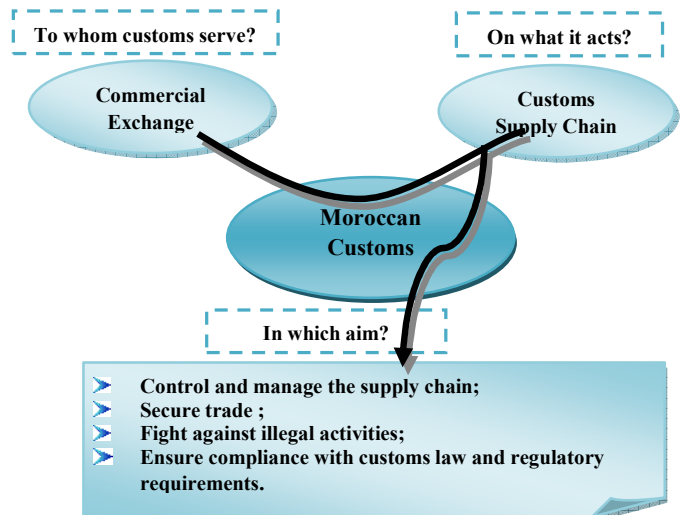 To whom customs serve?
On what it acts?
Commercial
Exchange
Customs
Supply Chain
Moroccan
Customs
In which aim?
Control and manage the supply chain;
Secure trade ;
Fight against illegal activities;
Ensure compliance with customs law and regulatory
requirements.